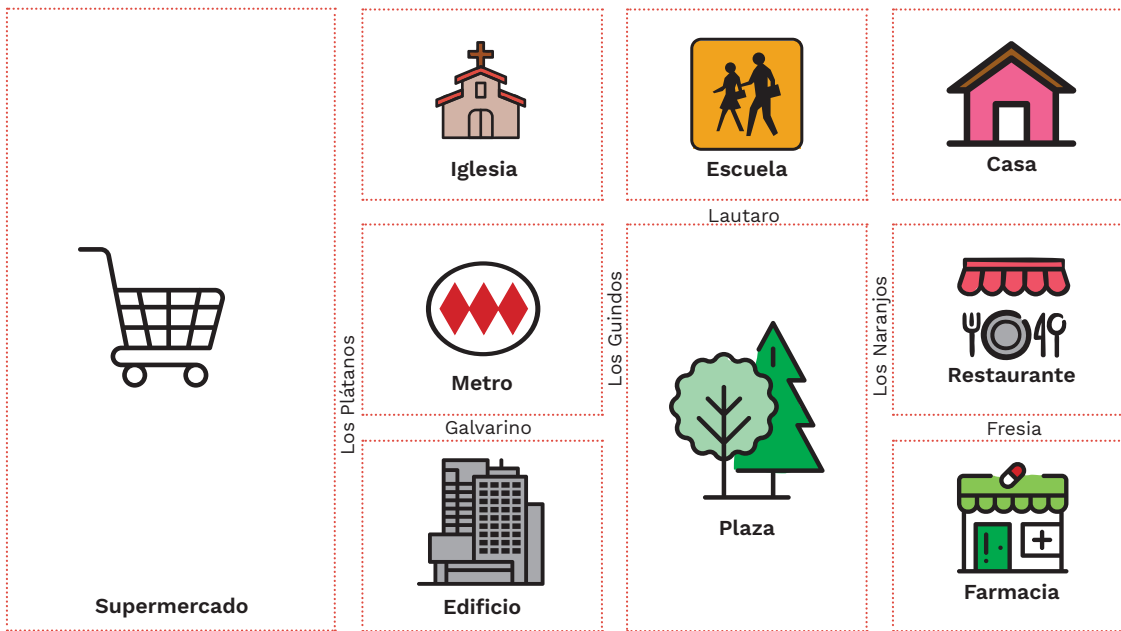 Iglesia
Escuela
Casa
Lautaro
Metro
Restaurante
Los Plátanos
Los Guindos
Los Naranjos
Galvarino
Fresia
Plaza
Supermercado
Edificio
Farmacia